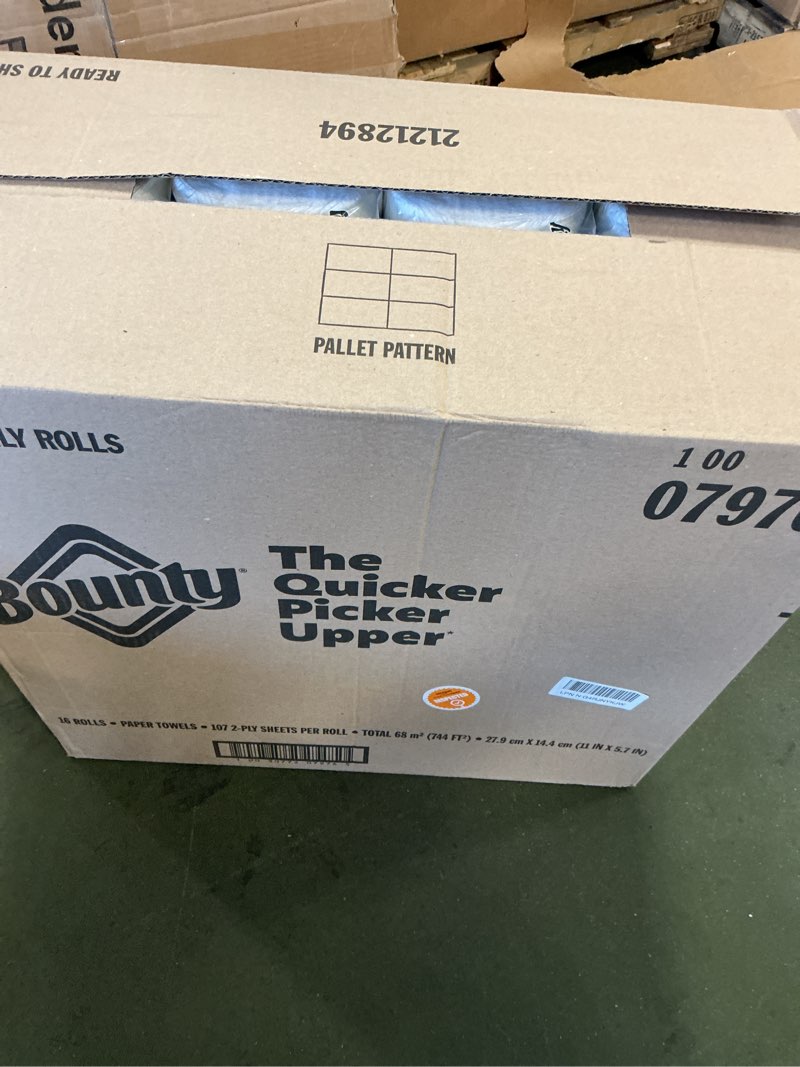 READY TO SH
21212894
PALLET PATTERN
LY ROLLS
1 00
0797
Bounty®
The
Quicker
Picker
Upper*
16 ROLLS • PAPER TOWELS • 107 2-PLY SHEETS PER ROLL • TOTAL 68 m² (744 FT²) • 27.9 cm X 14.4 cm (11 IN X 5.7 IN)